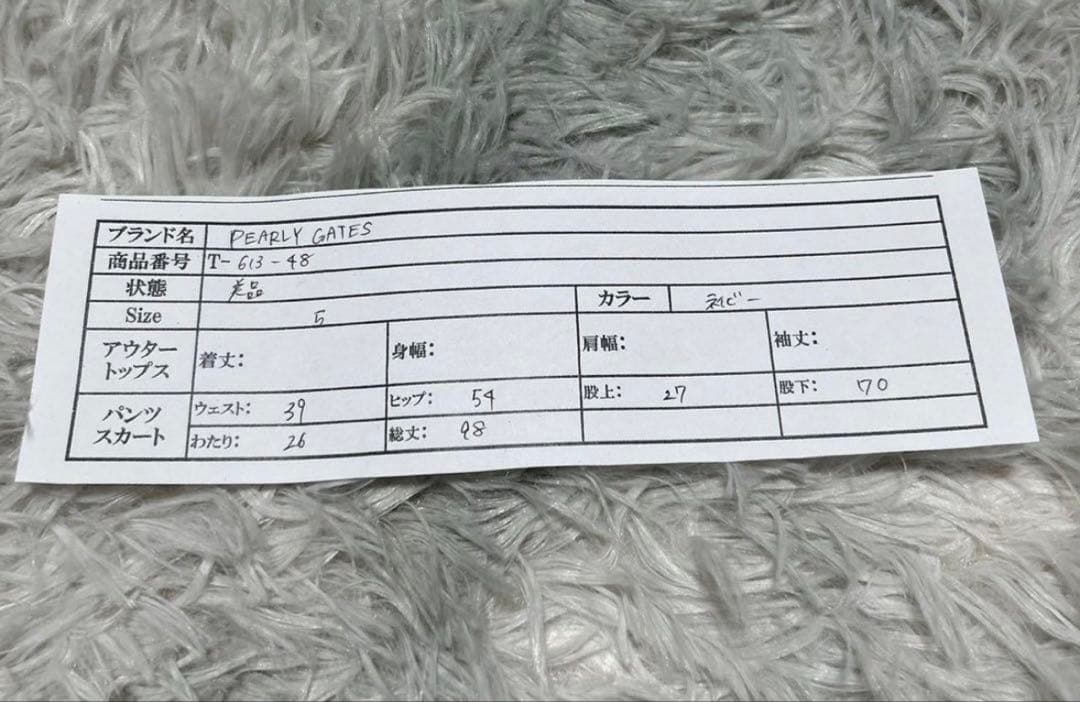 ブランド名 PEARLY GATES
商品番号 T-613-48
状態 美品
Size 5 カラー ネイビー
アウター
トップス 着丈: 身幅: 肩幅: 袖丈:
パンツ
スカート ウェスト: 39 ヒップ: 54 股上: 27 股下: 70
わたり: 26 総丈: 98